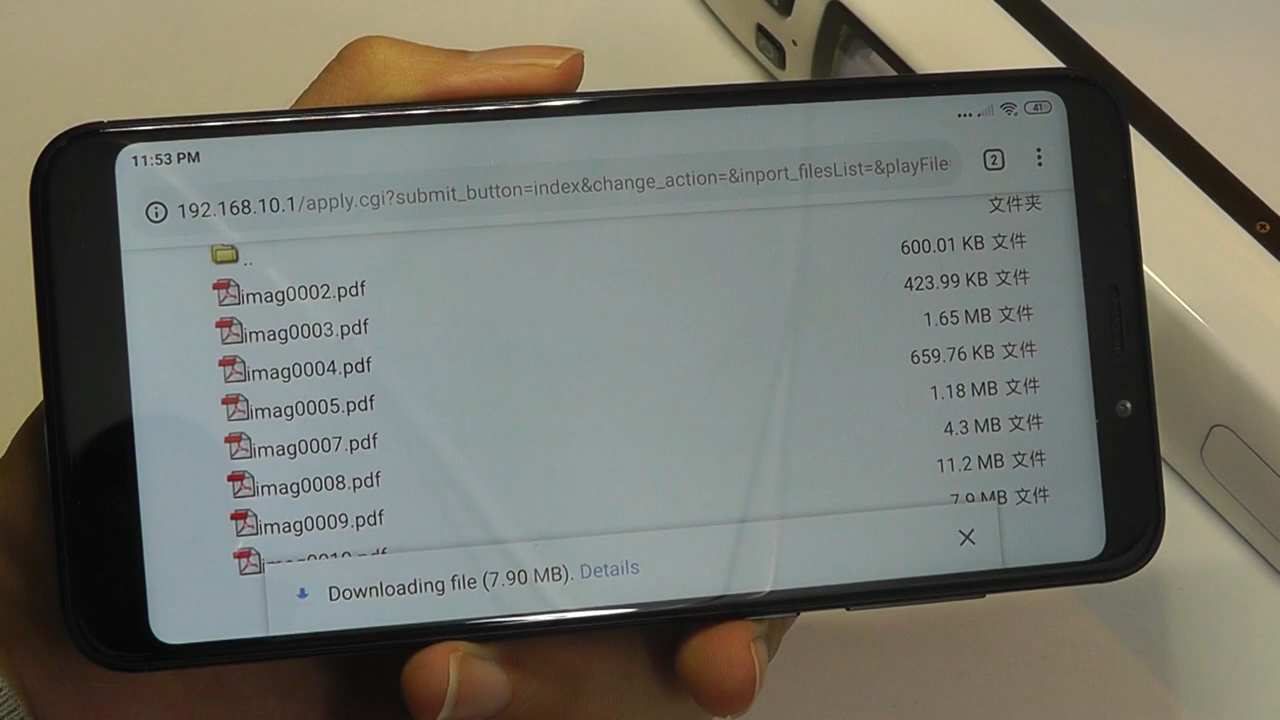 11:53 PM
41
192.168.10.1/apply.cgi?submit_button=index&change_action=&inport_filesList=&playFile
2
.. 文件夹
imag0002.pdf 600.01 KB 文件
imag0003.pdf 423.99 KB 文件
imag0004.pdf 1.65 MB 文件
imag0005.pdf 659.76 KB 文件
imag0007.pdf 1.18 MB 文件
imag0008.pdf 4.3 MB 文件
imag0009.pdf 11.2 MB 文件
imag0010.pdf 7.9 MB 文件
Downloading file (7.90 MB). Details